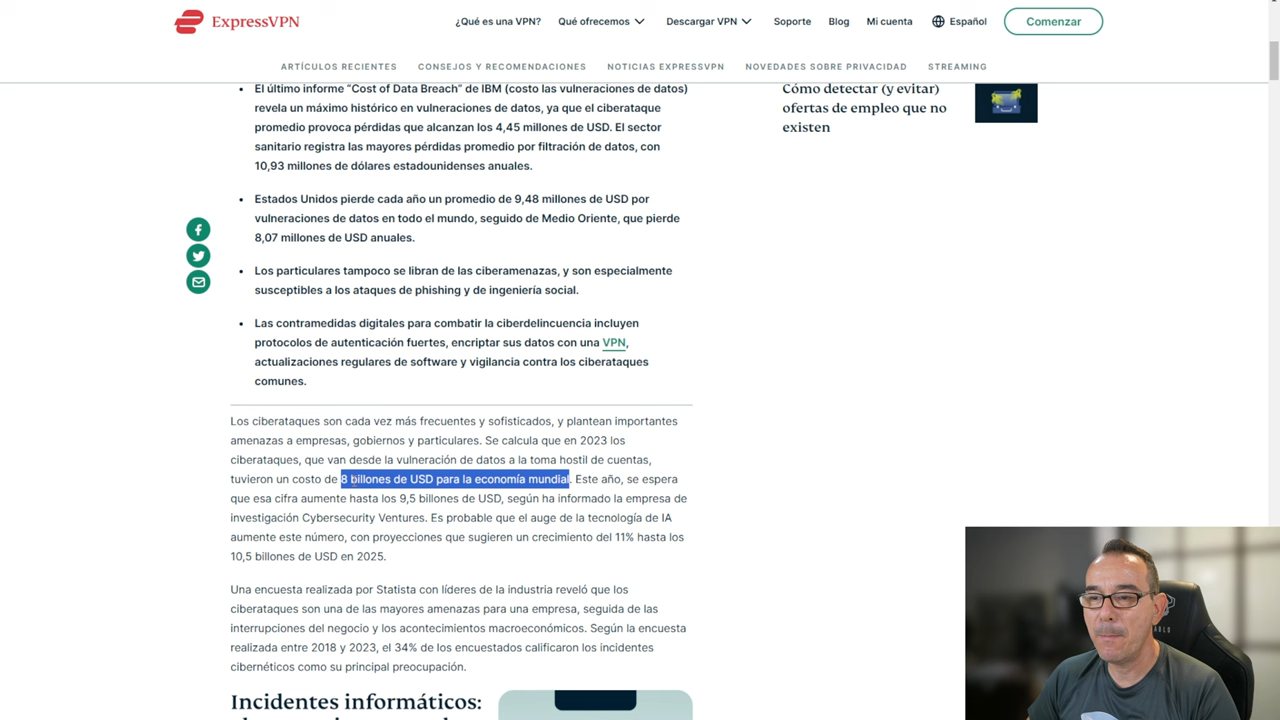 ExpressVPN
¿Qué es una VPN?
Qué ofrecemos
Descargar VPN
Soporte
Blog
Mi cuenta
Español
Comenzar
ARTÍCULOS RECIENTES
CONSEJOS Y RECOMENDACIONES
NOTICIAS EXPRESSVPN
NOVEDADES SOBRE PRIVACIDAD
STREAMING
El último informe “Cost of Data Breach” de IBM (costo las vulneraciones de datos)
revela un máximo histórico en vulneraciones de datos, ya que el ciberataque
promedio provoca pérdidas que alcanzan los 4,45 millones de USD. El sector
sanitario registra las mayores pérdidas promedio por filtración de datos, con
10,93 millones de dólares estadounidenses anuales.
Estados Unidos pierde cada año un promedio de 9,48 millones de USD por
vulneraciones de datos en todo el mundo, seguido de Medio Oriente, que pierde
8,07 millones de USD anuales.
Los particulares tampoco se libran de las ciberamenazas, y son especialmente
susceptibles a los ataques de phishing y de ingeniería social.
Las contramedidas digitales para combatir la ciberdelincuencia incluyen
protocolos de autenticación fuertes, encriptar sus datos con una VPN,
actualizaciones regulares de software y vigilancia contra los ciberataques
comunes.
Los ciberataques son cada vez más frecuentes y sofisticados, y plantean importantes
amenazas a empresas, gobiernos y particulares. Se calcula que en 2023 los
ciberataques, que van desde la vulneración de datos a la toma hostil de cuentas,
tuvieron un costo de 8 billones de USD para la economía mundial. Este año, se espera
que esa cifra aumente hasta los 9,5 billones de USD, según ha informado la empresa de
investigación Cybersecurity Ventures. Es probable que el auge de la tecnología de IA
aumente este número, con proyecciones que sugieren un crecimiento del 11% hasta los
10,5 billones de USD en 2025.
Una encuesta realizada por Statista con líderes de la industria reveló que los
ciberataques son una de las mayores amenazas para una empresa, seguida de las
interrupciones del negocio y los acontecimientos macroeconómicos. Según la encuesta
realizada entre 2018 y 2023, el 34% de los encuestados calificaron los incidentes
cibernéticos como su principal preocupación.
Incidentes informáticos:
Cómo detectar (y evitar)
ofertas de empleo que no
existen